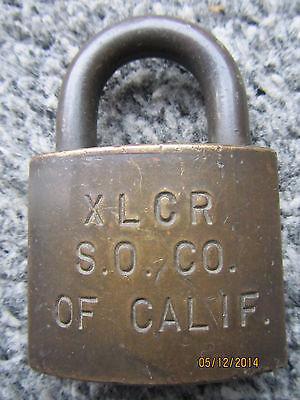 XLCR
S.O. CO.
OF CALIF.
05/12/2014